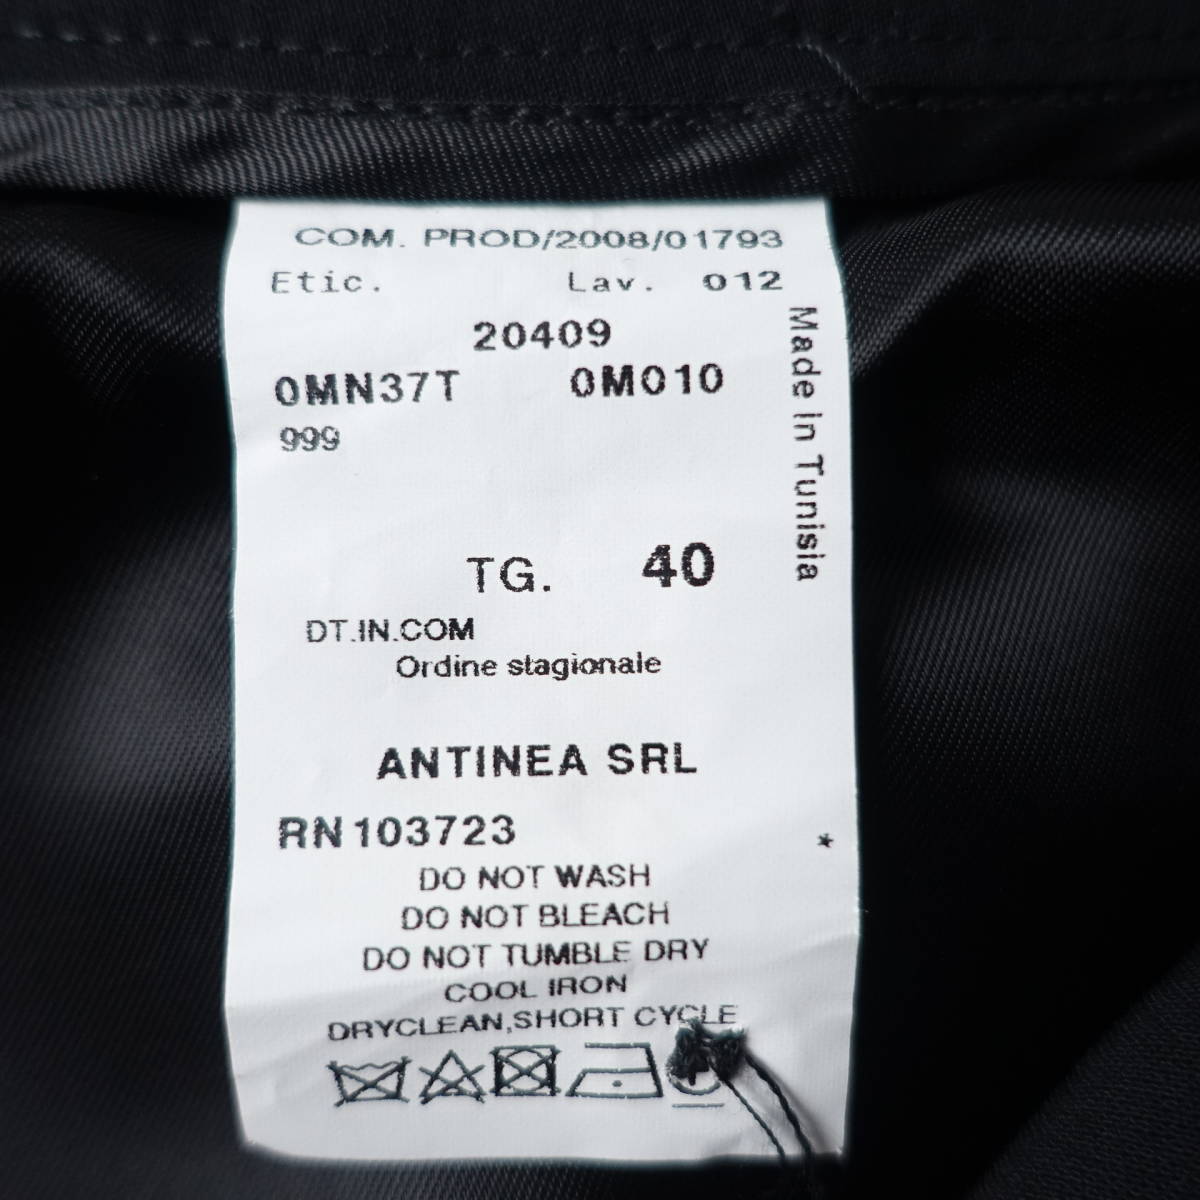 COM. PROD/2008/01793
Etic. Lav. 012
20409
0MN37T 0M010
999
Made in Tunisia
TG. 40
DT.IN.COM
Ordine stagionale
ANTINEA SRL
RN103723 *
DO NOT WASH
DO NOT BLEACH
DO NOT TUMBLE DRY
COOL IRON
DRYCLEAN,SHORT CYCLE